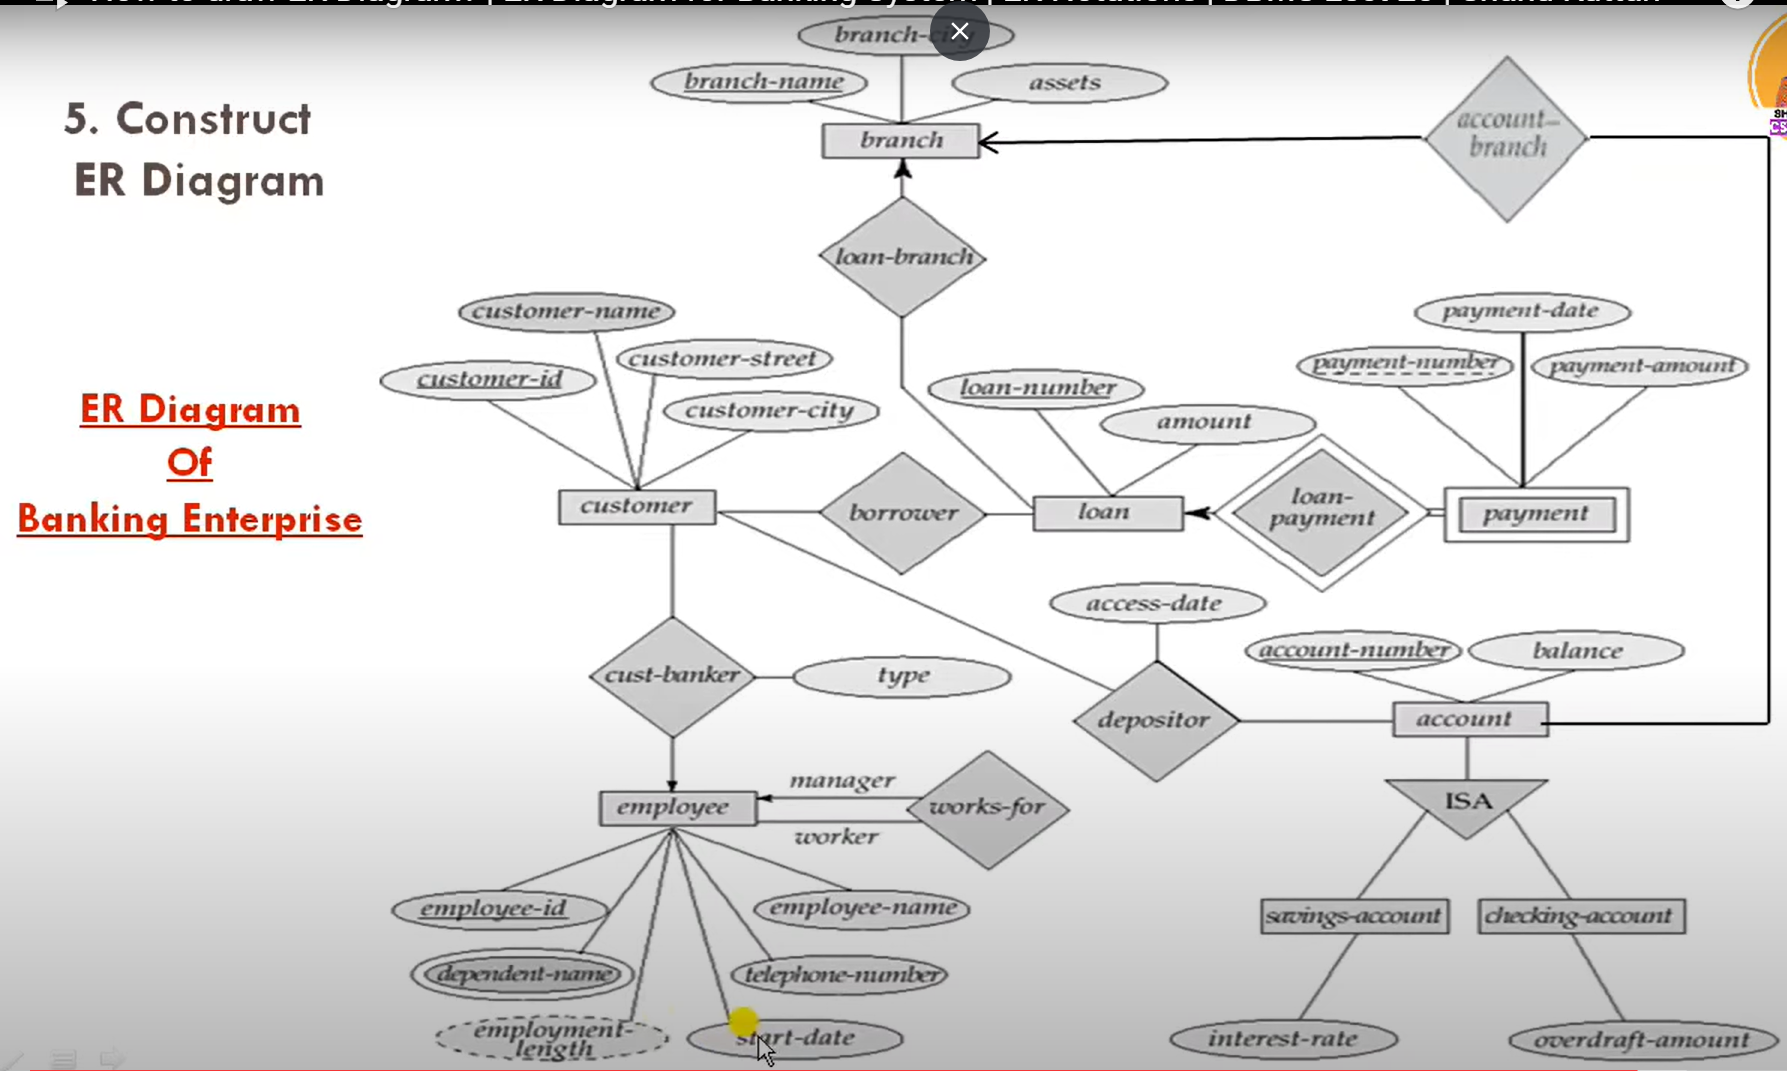 branch-city
branch-name
assets
5. Construct
ER Diagram
branch
account-
branch
loan-branch
customer-name
payment-date
customer-street
customer-id
payment-number
payment-amount
loan-number
customer-city
amount
ER Diagram
Of
Banking Enterprise
customer
borrower
loan
loan-
payment
payment
access-date
account-number
balance
cust-banker
type
depositor
account
manager
employee
works-for
worker
ISA
employee-id
employee-name
savings-account
checking-account
dependent-name
telephone-number
employment-
length
start-date
interest-rate
overdraft-amount